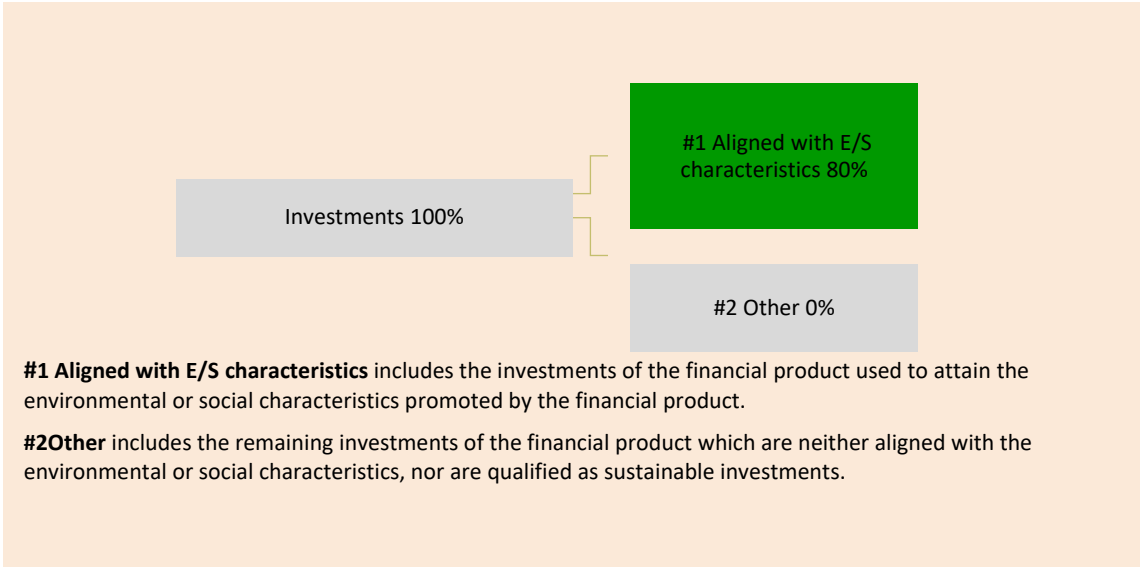 #1 Aligned with E/S
characteristics 80%
Investments 100%
#2 Other 0%
#1 Aligned with E/S characteristics includes the investments of the financial product used to attain the
environmental or social characteristics promoted by the financial product.
#2Other includes the remaining investments of the financial product which are neither aligned with the
environmental or social characteristics, nor are qualified as sustainable investments.